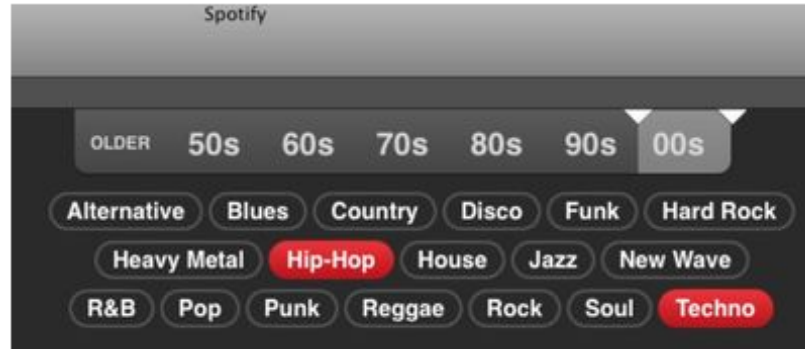 Spotify
OLDER 50s 60s 70s 80s 90s 00s
Alternative Blues Country Disco Funk Hard Rock
Heavy Metal Hip-Hop House Jazz New Wave
R&B Pop Punk Reggae Rock Soul Techno